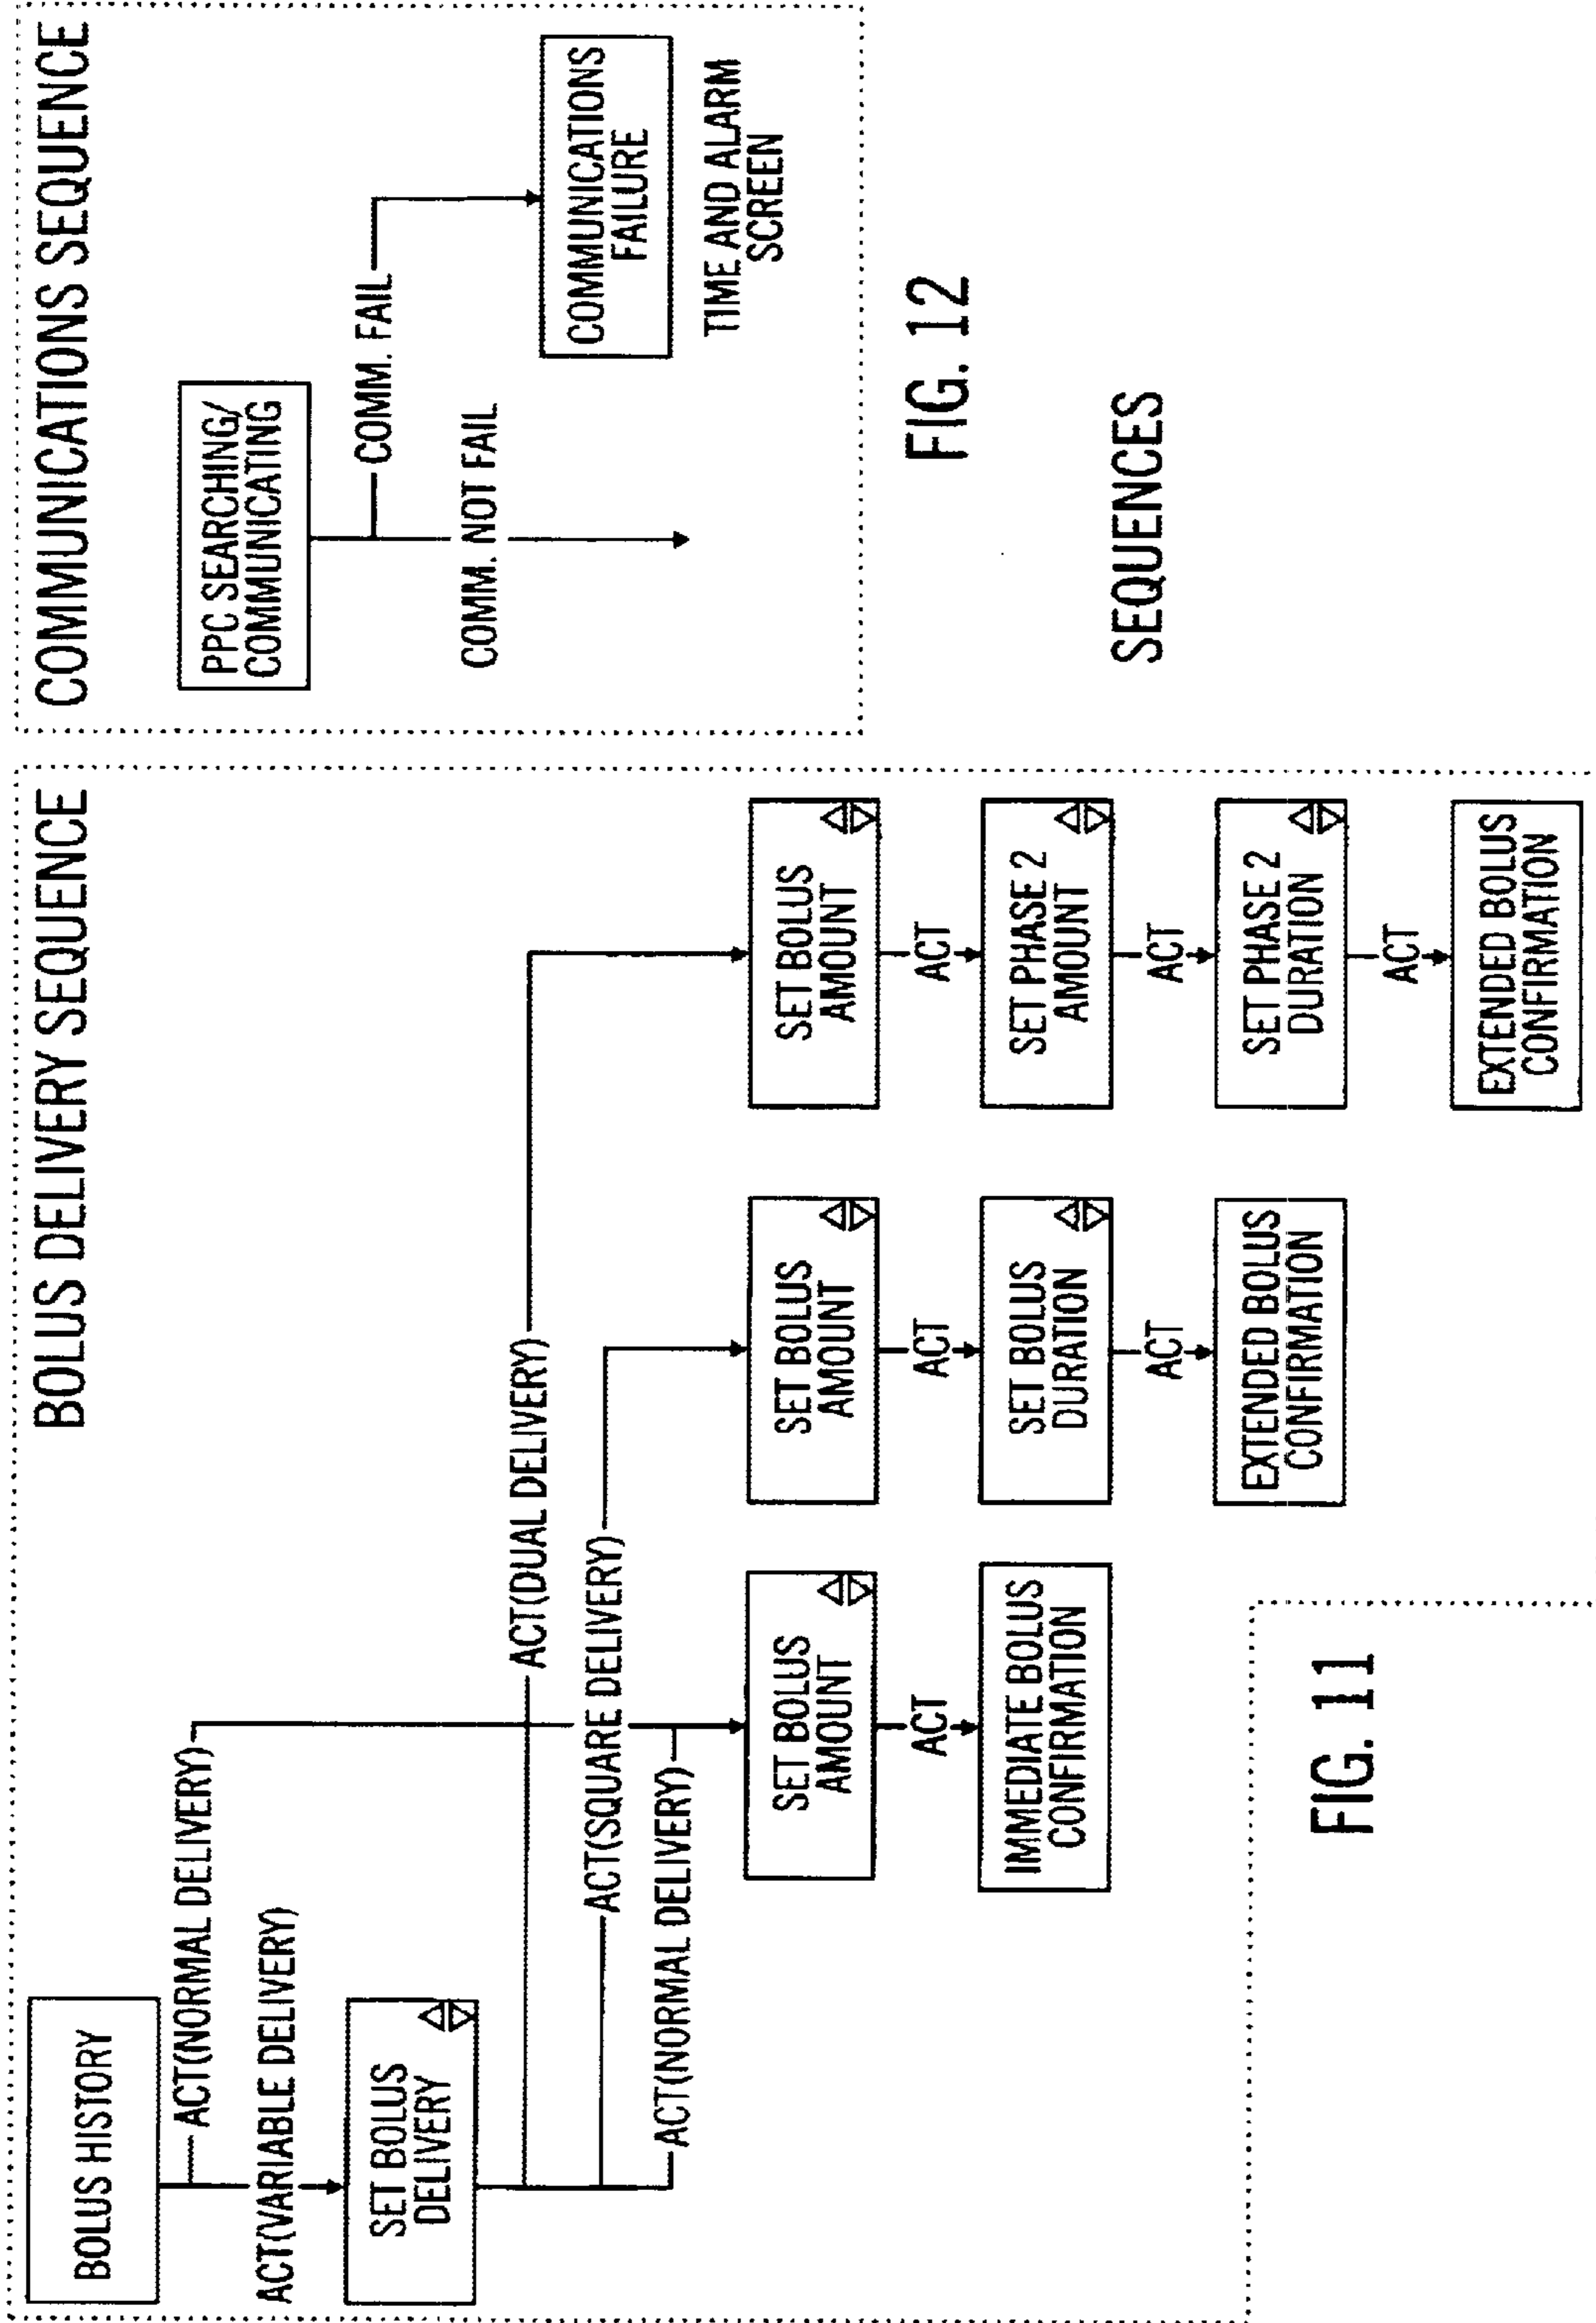 BOLUS DELIVERY SEQUENCE
BOLUS HISTORY
ACT(NORMAL DELIVERY)
ACT(VARIABLE DELIVERY)
SET BOLUS
DELIVERY
ACT(DUAL DELIVERY)
ACT(SQUARE DELIVERY)
ACT(NORMAL DELIVERY)
SET BOLUS
AMOUNT
ACT
IMMEDIATE BOLUS
CONFIRMATION
SET BOLUS
AMOUNT
ACT
SET BOLUS
DURATION
ACT
EXTENDED BOLUS
CONFIRMATION
SET BOLUS
AMOUNT
ACT
SET PHASE 2
AMOUNT
ACT
SET PHASE 2
DURATION
ACT
EXTENDED BOLUS
CONFIRMATION
FIG. 11
COMMUNICATIONS SEQUENCE
PPC SEARCHING/
COMMUNICATING
COMM. FAIL
COMM. NOT FAIL
COMMUNICATIONS
FAILURE
TIME AND ALARM
SCREEN
FIG. 12
SEQUENCES